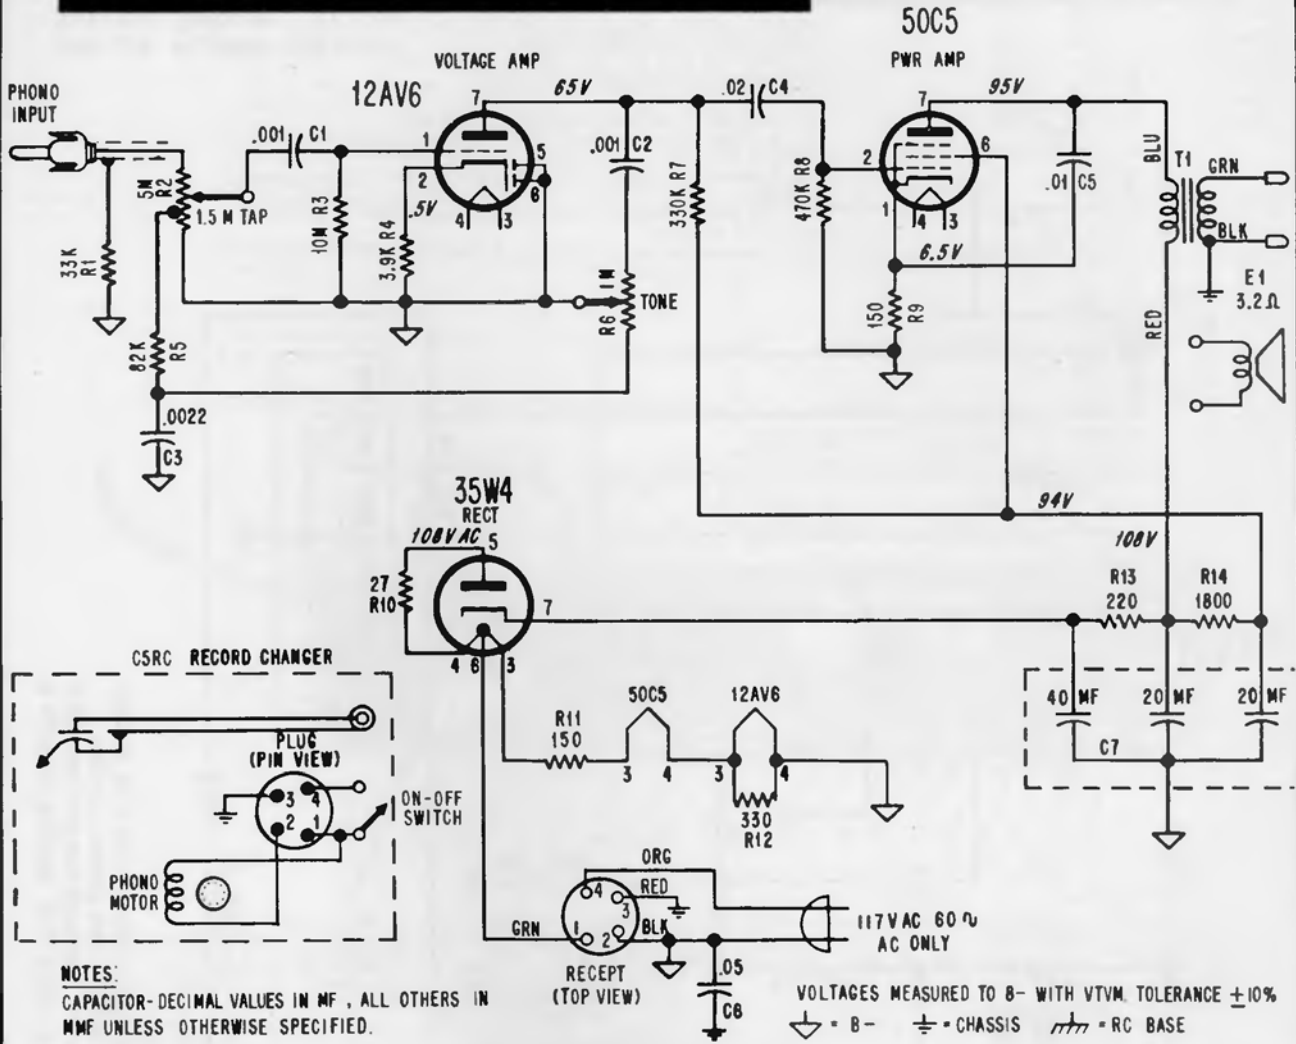 50C5
PWR AMP
VOLTAGE AMP
12AV6
PHONO
INPUT
.001 C1
5M
R2
1.5 M TAP
33K
R1
82K
R5
.0022
C3
10M R3
3.9K R4
.5V
7
1
2
5
6
4
3
65V
.001 C2
1M
R6
TONE
330K R7
.02 C4
470K R8
7
95V
2
6
1
4
3
6.5V
150
R9
.01 C5
BLU
T1
GRN
BLK
RED
E1
3.2Ω
35W4
RECT
108V AC
5
27
R10
7
4 6 3
94V
108V
R13
220
R14
1800
40 MF
20 MF
20 MF
C7
R11
150
50C5
3 4
12AV6
3 4
330
R12
C5RC RECORD CHANGER
PLUG
(PIN VIEW)
3 4
2 1
ON-OFF
SWITCH
PHONO
MOTOR
ORG
RED
BLK
GRN
4
3
1
2
RECEPT
(TOP VIEW)
.05
C6
117V AC 60 ∿
AC ONLY
NOTES:
CAPACITOR-DECIMAL VALUES IN MF , ALL OTHERS IN
MMF UNLESS OTHERWISE SPECIFIED.
VOLTAGES MEASURED TO B- WITH VTVM, TOLERANCE ±10%
= B- = CHASSIS = RC BASE